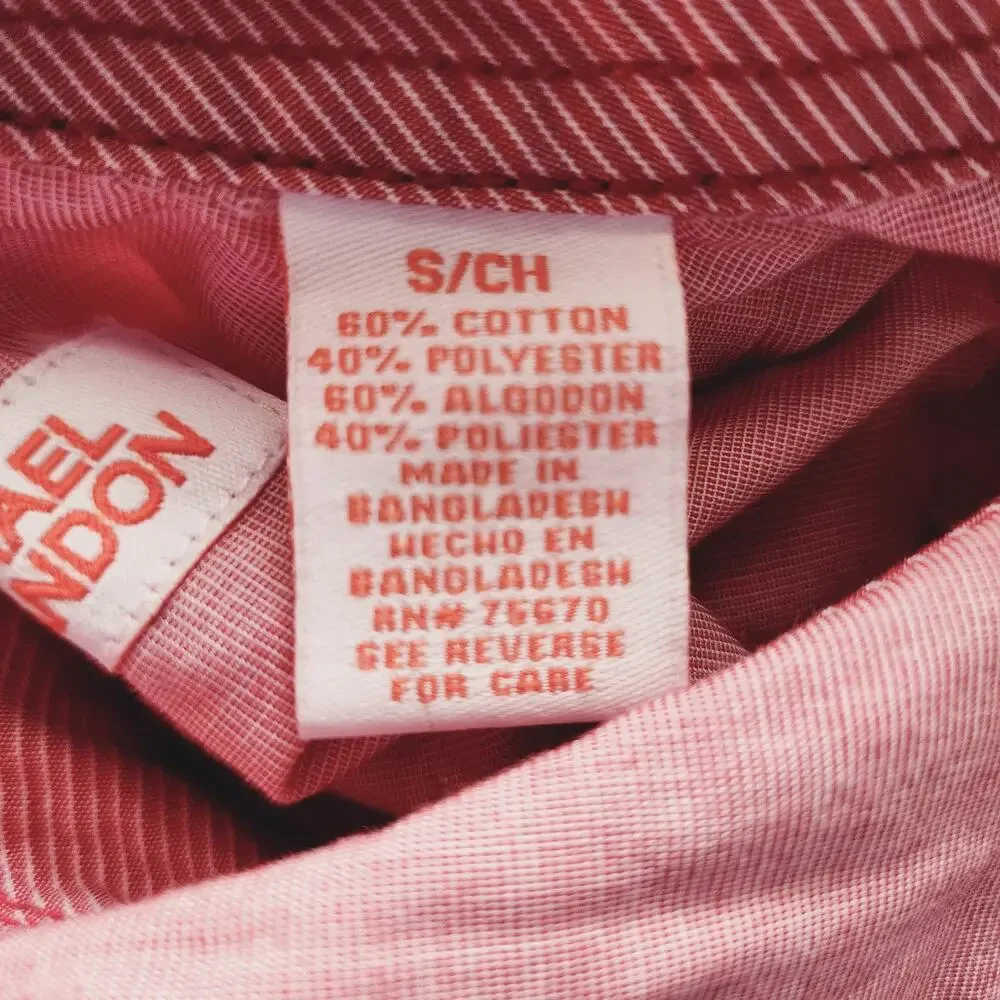 S/CH
60% COTTON
40% POLYESTER
60% ALGODON
40% POLIESTER
MADE IN
BANGLADESH
HECHO EN
BANGLADESH
RN# 75670
SEE REVERSE
FOR CARE
AEL
NDON